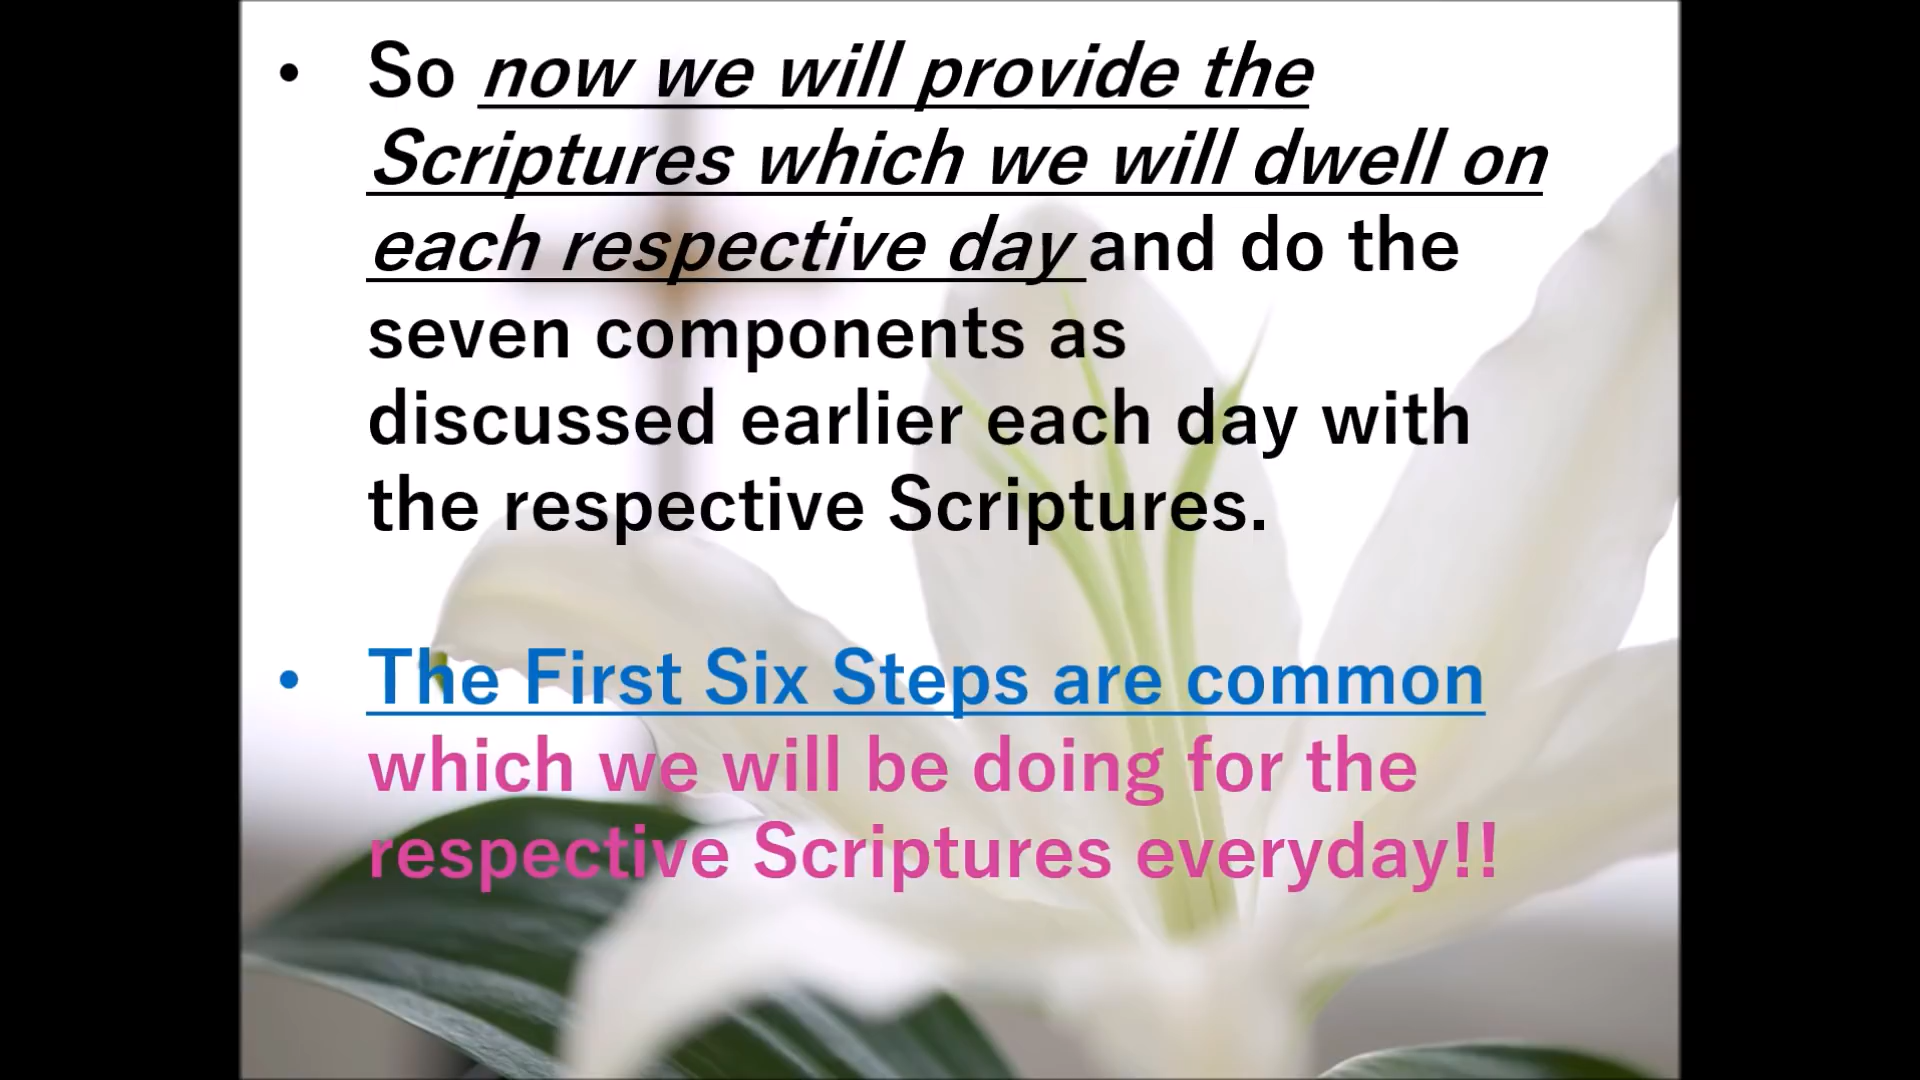 • So now we will provide the
Scriptures which we will dwell on
each respective day and do the
seven components as
discussed earlier each day with
the respective Scriptures.
• The First Six Steps are common
which we will be doing for the
respective Scriptures everyday!!